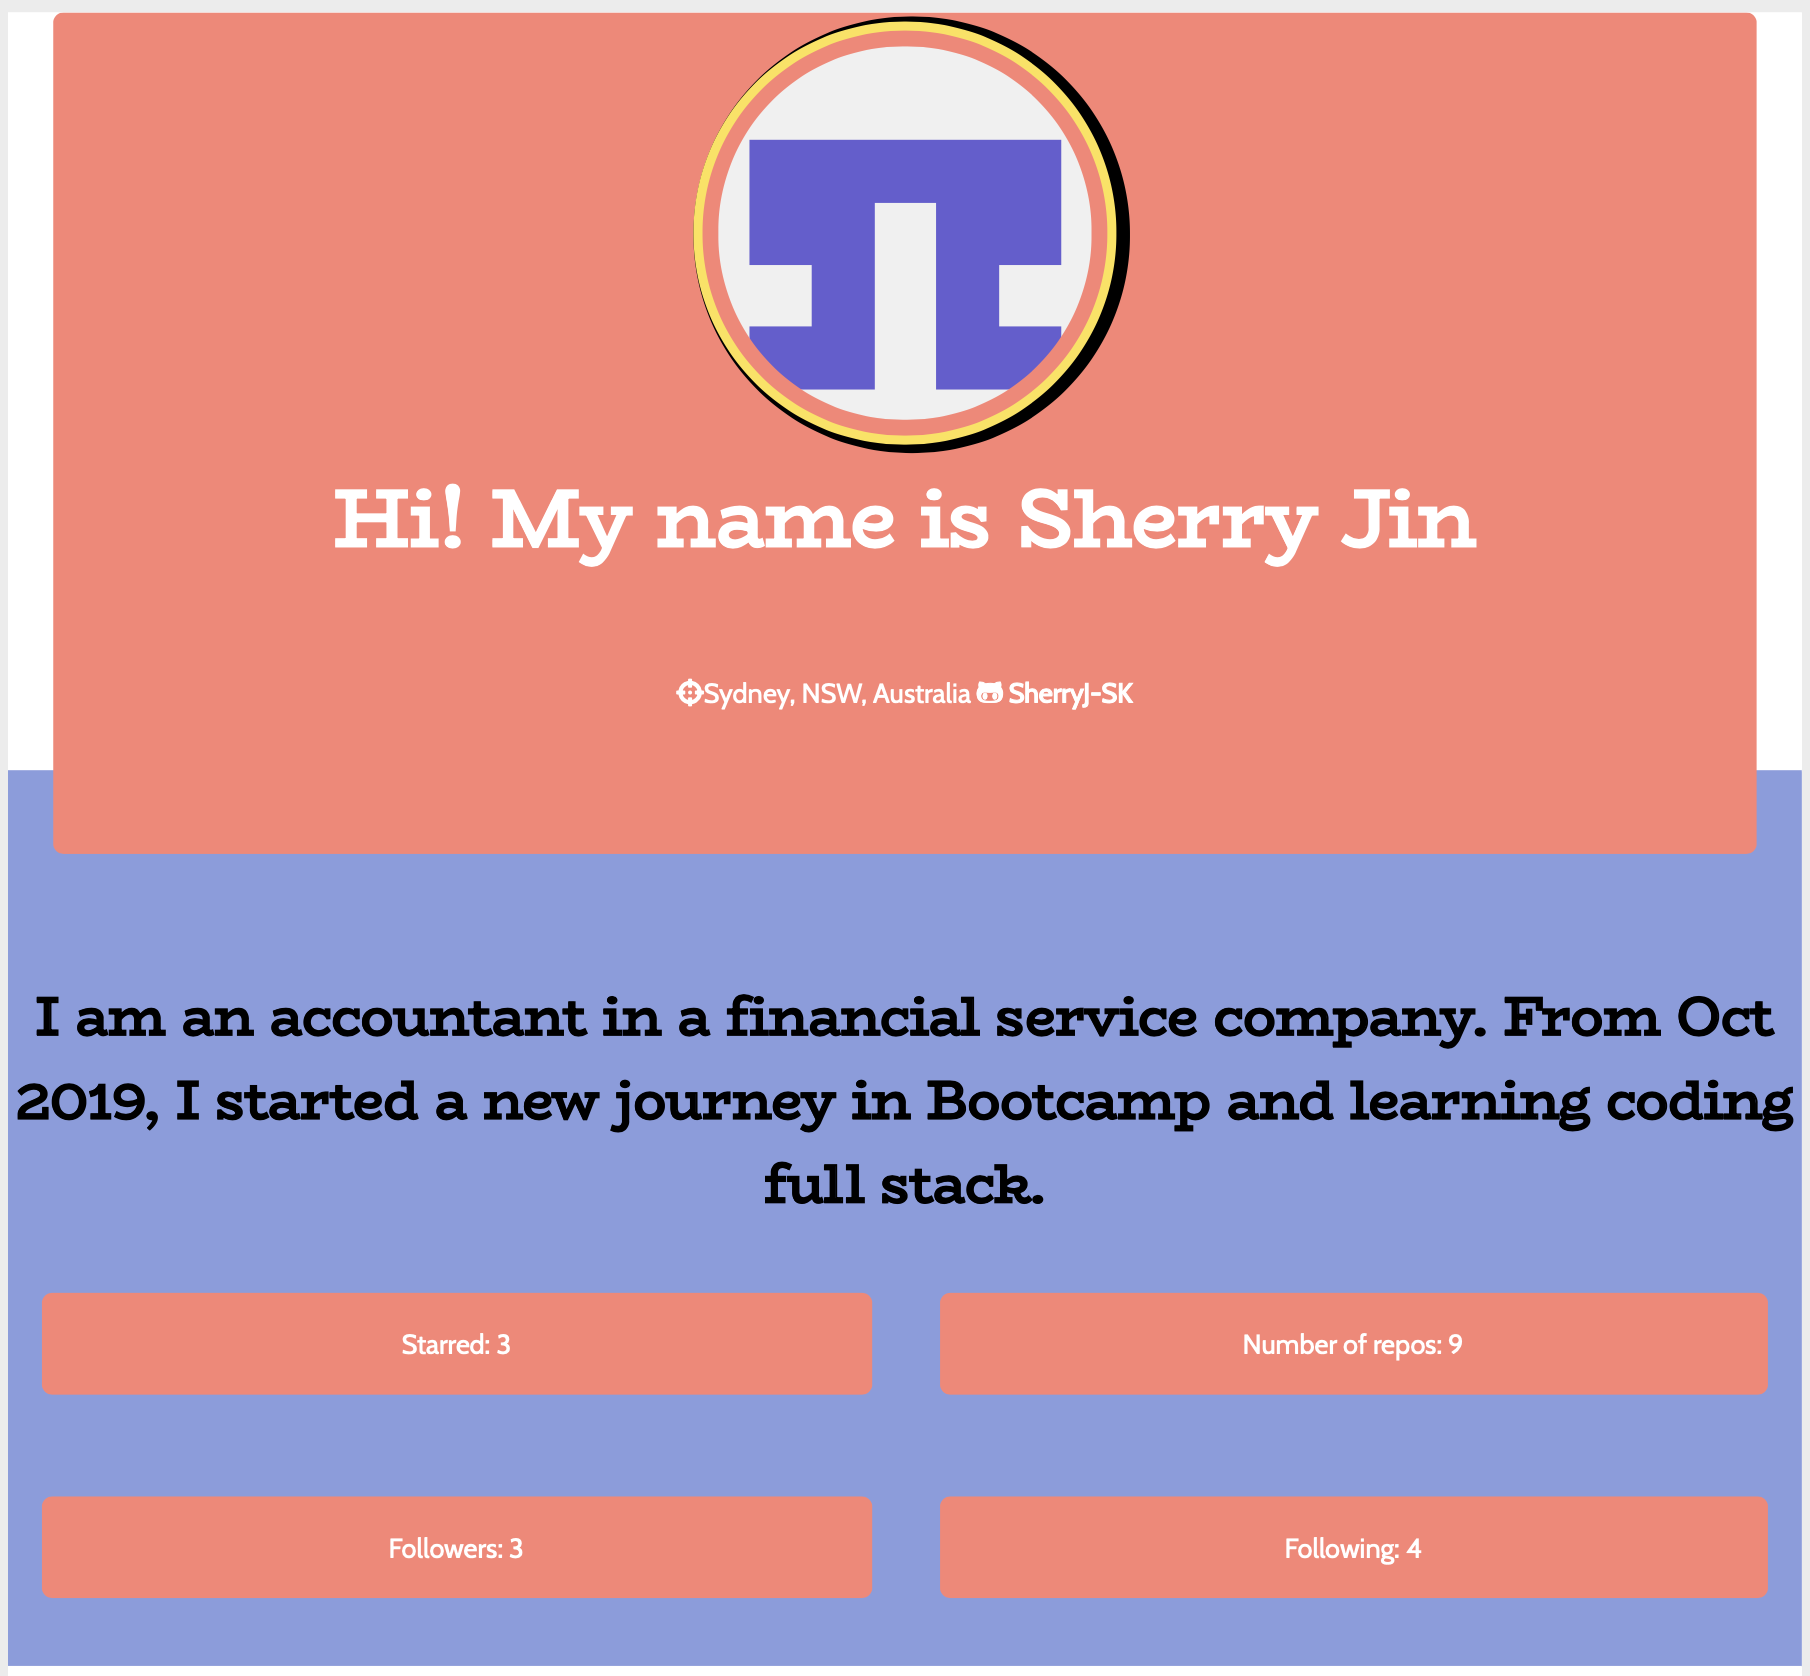 Hi! My name is Sherry Jin
Sydney, NSW, Australia SherryJ-SK
I am an accountant in a financial service company. From Oct
2019, I started a new journey in Bootcamp and learning coding
full stack.
Starred: 3
Number of repos: 9
Followers: 3
Following: 4